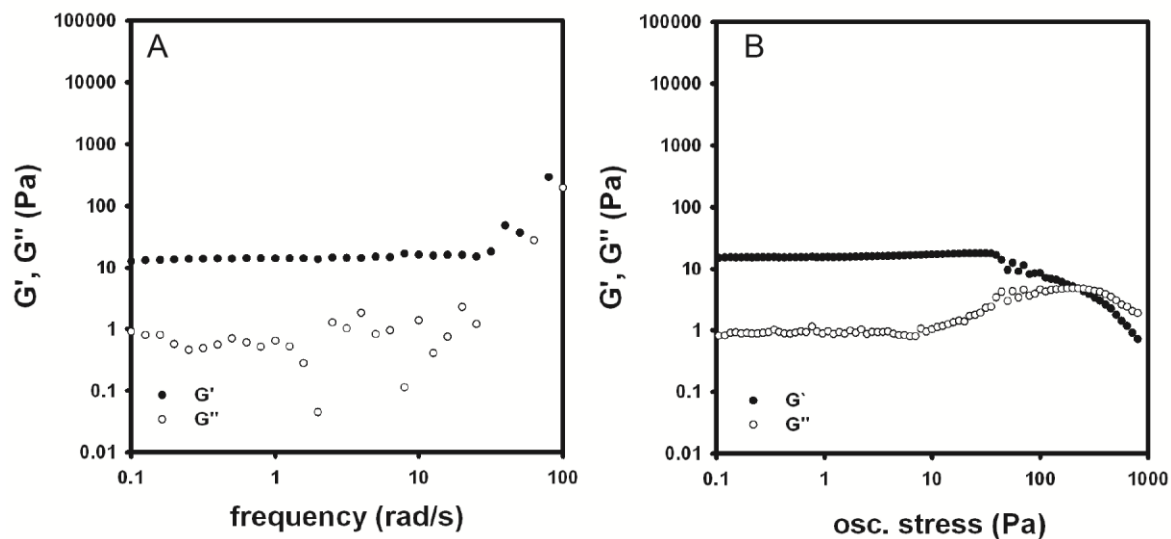 A
G', G'' (Pa)
100000
10000
1000
100
10
1
0.1
0.01
G'
G''
0.1 1 10 100
frequency (rad/s)
B
G', G'' (Pa)
100000
10000
1000
100
10
1
0.1
0.01
G`
G''
0.1 1 10 100 1000
osc. stress (Pa)